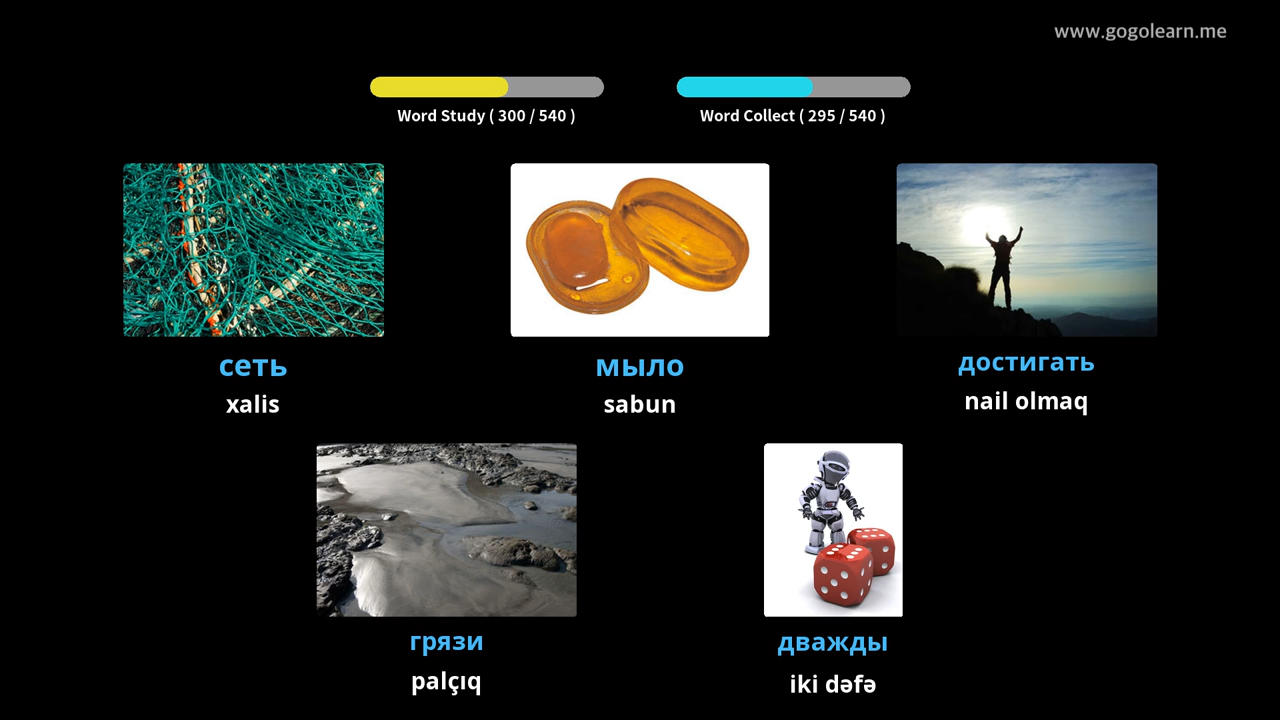 www.gogolearn.me
Word Study ( 300 / 540 )
Word Collect ( 295 / 540 )
сеть
xalis
мыло
sabun
достигать
nail olmaq
грязи
palçıq
дважды
iki dəfə